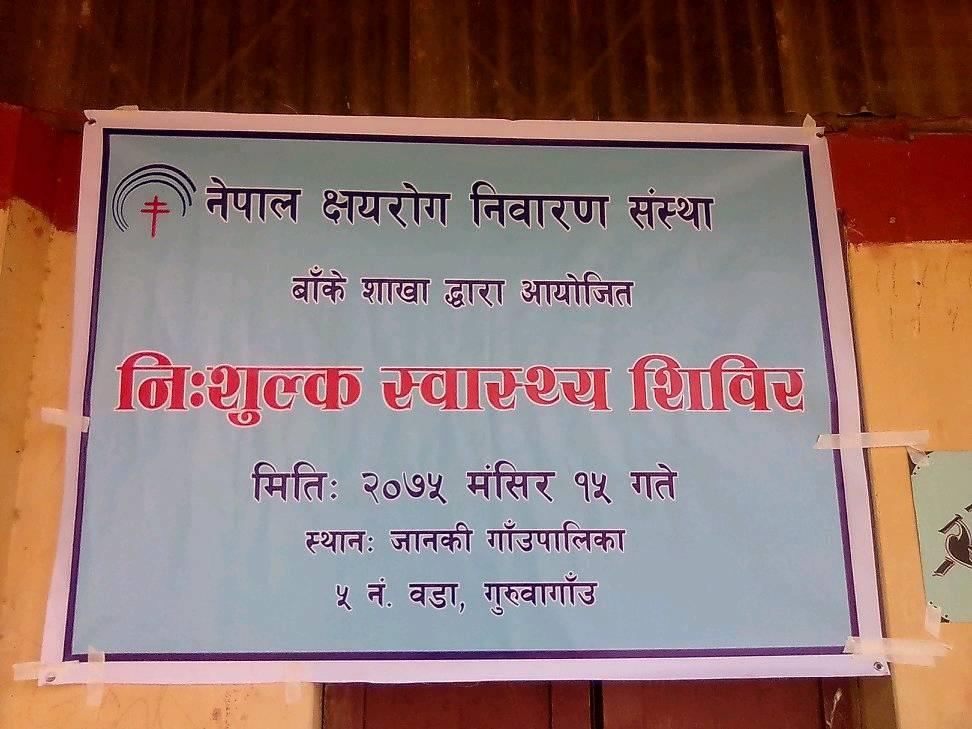 नेपाल क्षयरोग निवारण संस्था
बाँके शाखा द्धारा आयोजित
निःशुल्क स्वास्थ्य शिविर
मितिः २०७५ मंसिर १५ गते
स्थानः जानकी गाँउपालिका
५ नं. वडा, गुरुवागाँउ